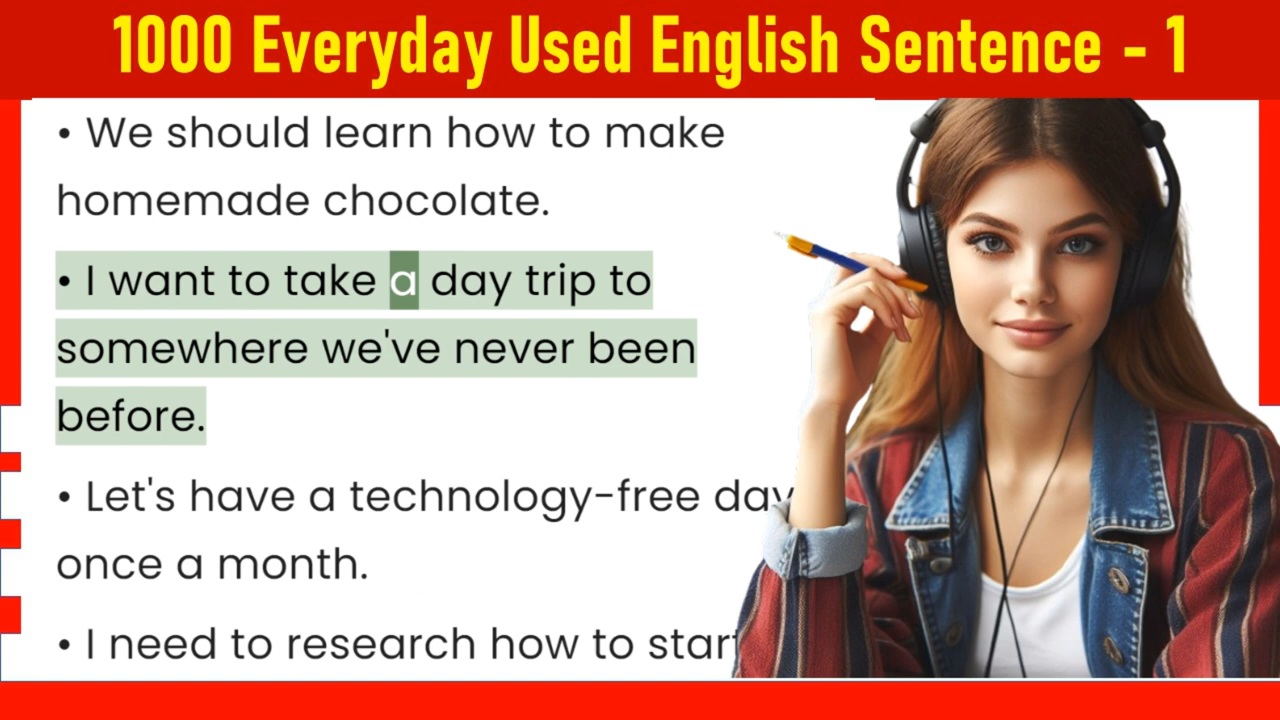 1000 Everyday Used English Sentence - 1
• We should learn how to make
homemade chocolate.
• I want to take a day trip to
somewhere we've never been
before.
• Let's have a technology-free day
once a month.
• I need to research how to start